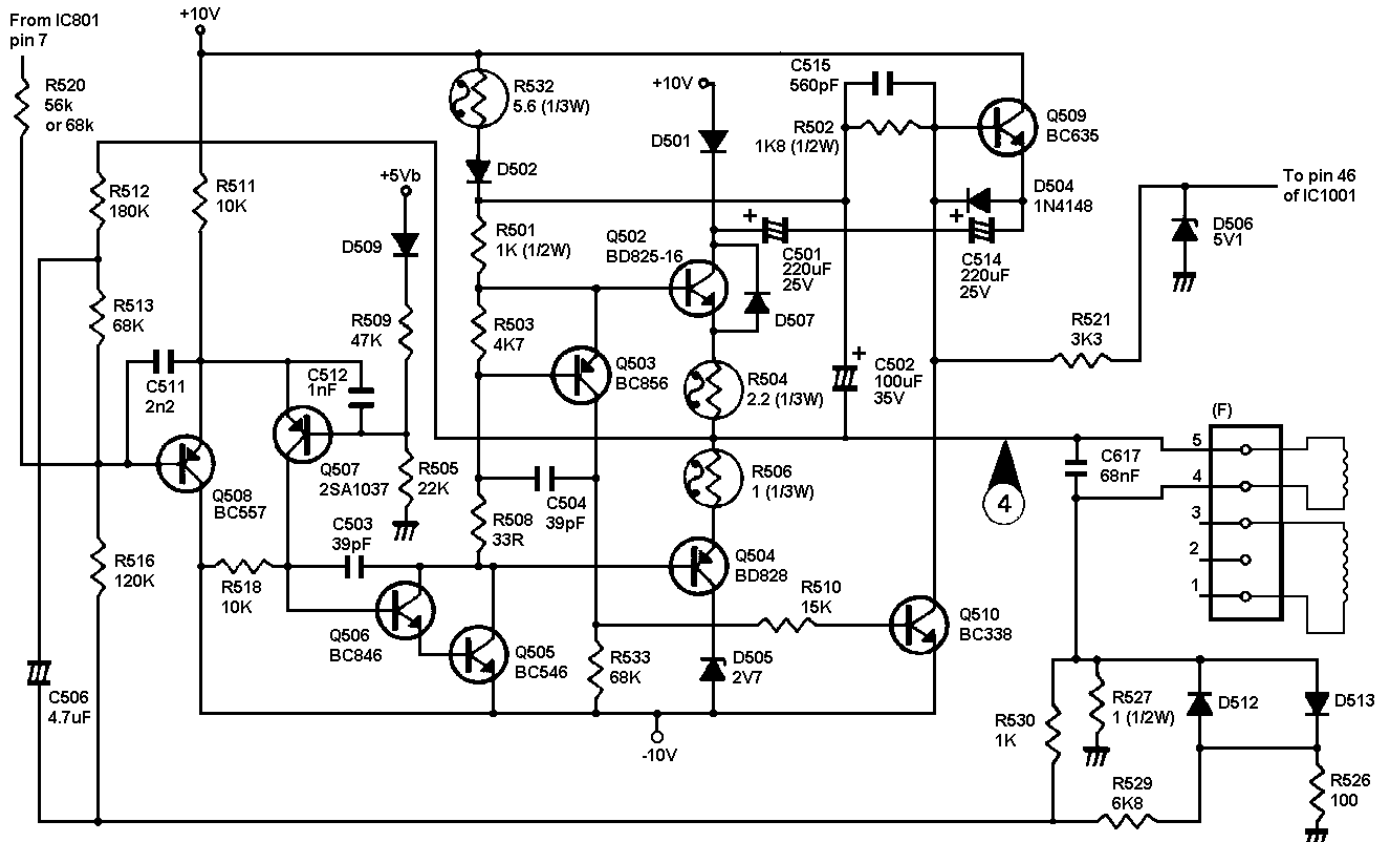 From IC801
pin 7
+10V
R520
56k
or 68k
R532
5.6 (1/3W)
+10V
C515
560pF
Q509
BC635
R502
1K8 (1/2W)
D501
D502
+5Vb
R512
180K
R511
10K
D504
1N4148
To pin 46
of IC1001
D506
5V1
R501
1K (1/2W)
Q502
BD825-16
D509
+
C501
220uF
25V
+
C514
220uF
25V
R513
68K
R509
47K
R503
4K7
D507
R521
3K3
C511
2n2
C512
1nF
Q503
BC856
R504
2.2 (1/3W)
+
C502
100uF
35V
(F)
5
4
3
2
1
Q508
BC557
Q507
2SA1037
R505
22K
C504
39pF
R506
1 (1/3W)
4
C617
68nF
C503
39pF
R508
33R
Q504
BD828
R516
120K
R518
10K
R510
15K
Q510
BC338
Q506
BC846
Q505
BC546
R533
68K
D505
2V7
C506
4.7uF
-10V
R530
1K
R527
1 (1/2W)
D512
D513
R529
6K8
R526
100